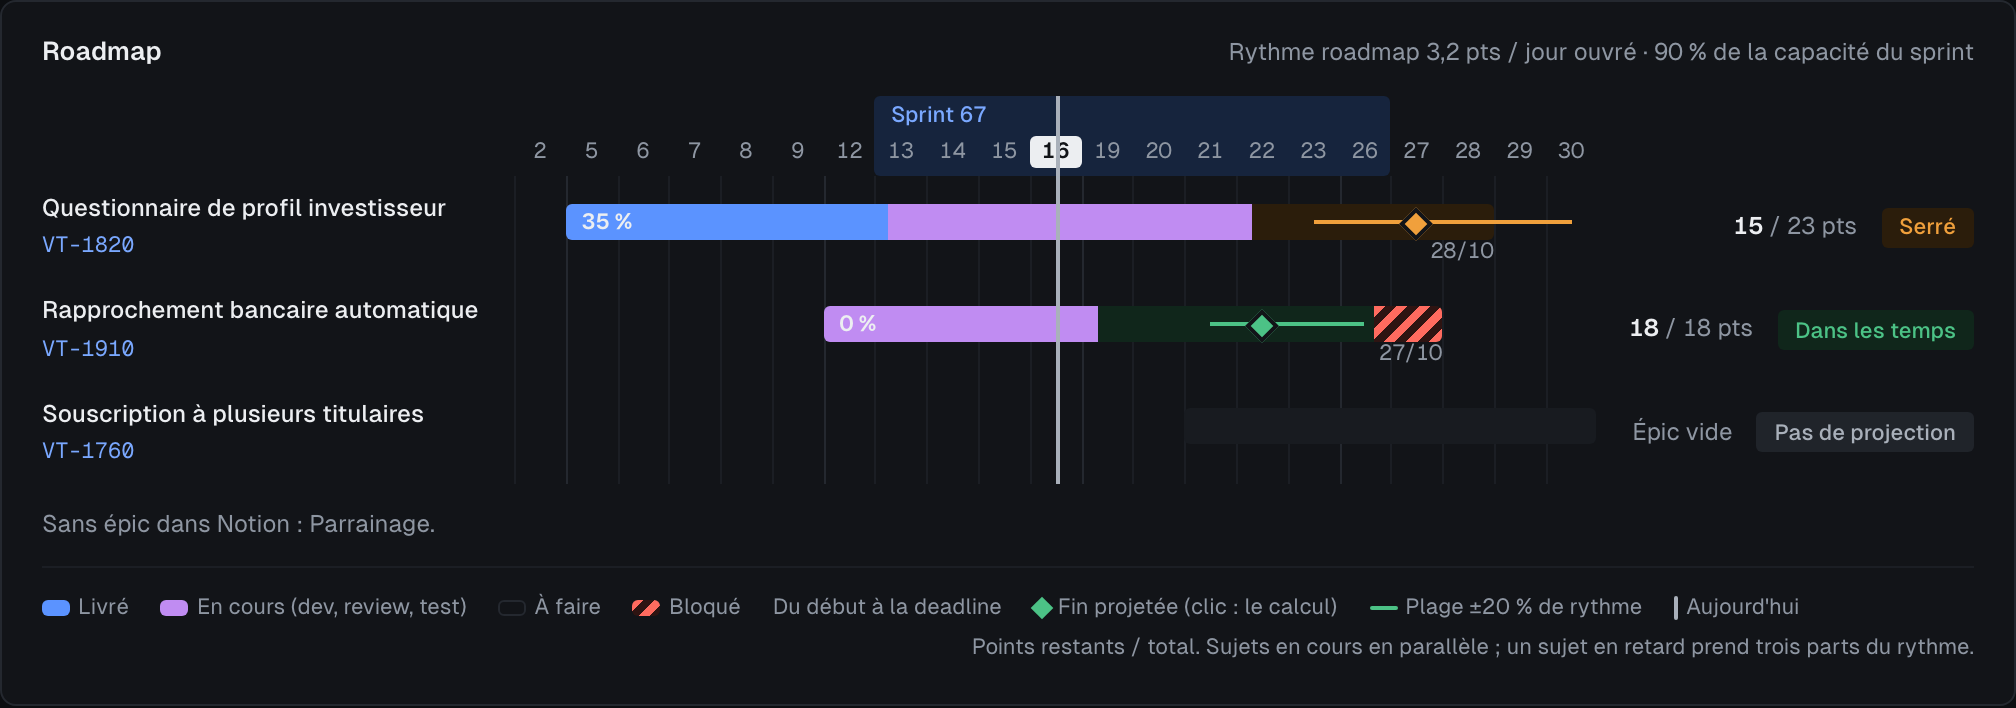 Roadmap
Rythme roadmap 3,2 pts / jour ouvré · 90 % de la capacité du sprint
Sprint 67
2 5 6 7 8 9 12 13 14 15 16 19 20 21 22 23 26 27 28 29 30
Questionnaire de profil investisseur
VT-1820
35 %
28/10
15 / 23 pts
Serré
Rapprochement bancaire automatique
VT-1910
0 %
27/10
18 / 18 pts
Dans les temps
Souscription à plusieurs titulaires
VT-1760
Épic vide
Pas de projection
Sans épic dans Notion : Parrainage.
Livré En cours (dev, review, test) À faire Bloqué Du début à la deadline Fin projetée (clic : le calcul) Plage ±20 % de rythme Aujourd'hui
Points restants / total. Sujets en cours en parallèle ; un sujet en retard prend trois parts du rythme.